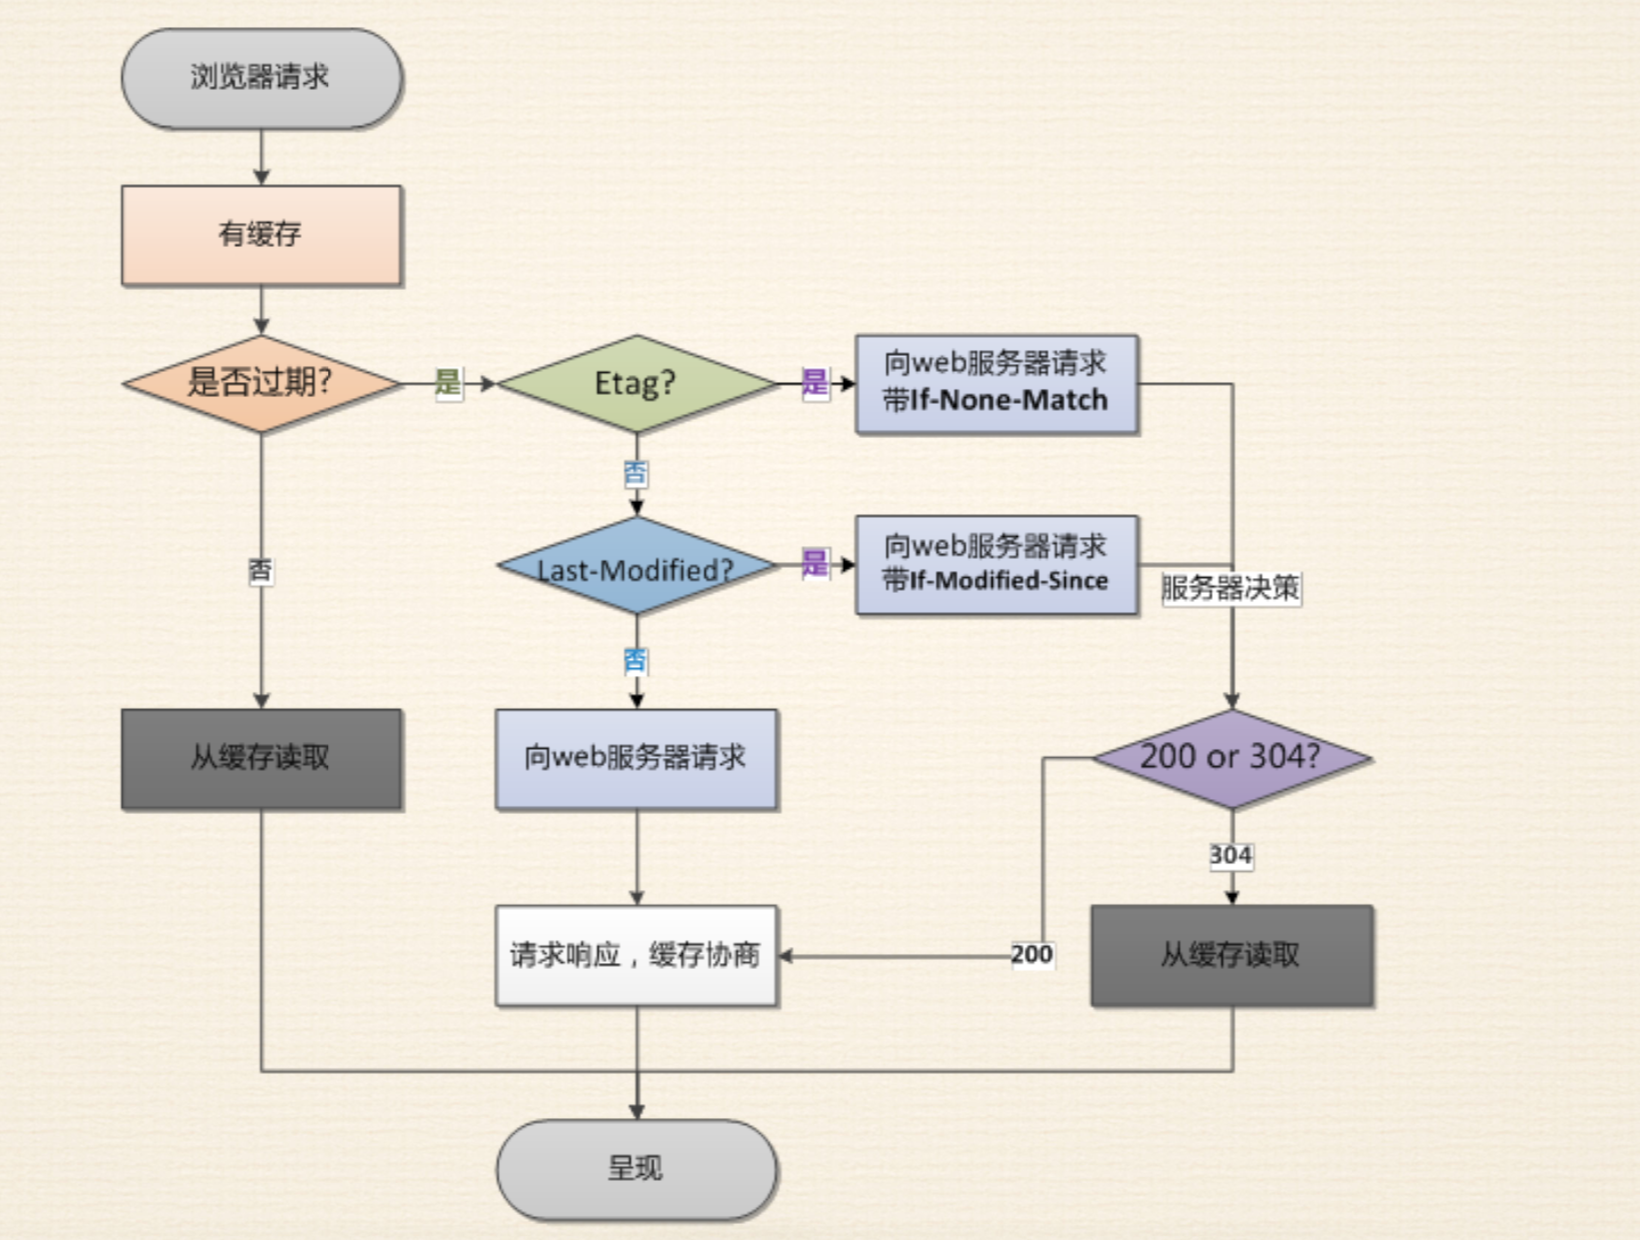 浏览器请求
有缓存
是否过期?
是
Etag?
是
向web服务器请求
带If-None-Match
否
否
Last-Modified?
是
向web服务器请求
带If-Modified-Since
服务器决策
否
从缓存读取
向web服务器请求
200 or 304?
304
请求响应，缓存协商
200
从缓存读取
呈现